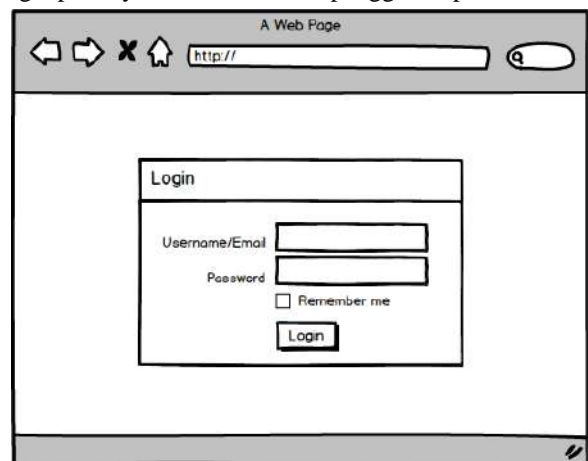 A Web Page
http://
Login
Username/Email
Password
Remember me
Login